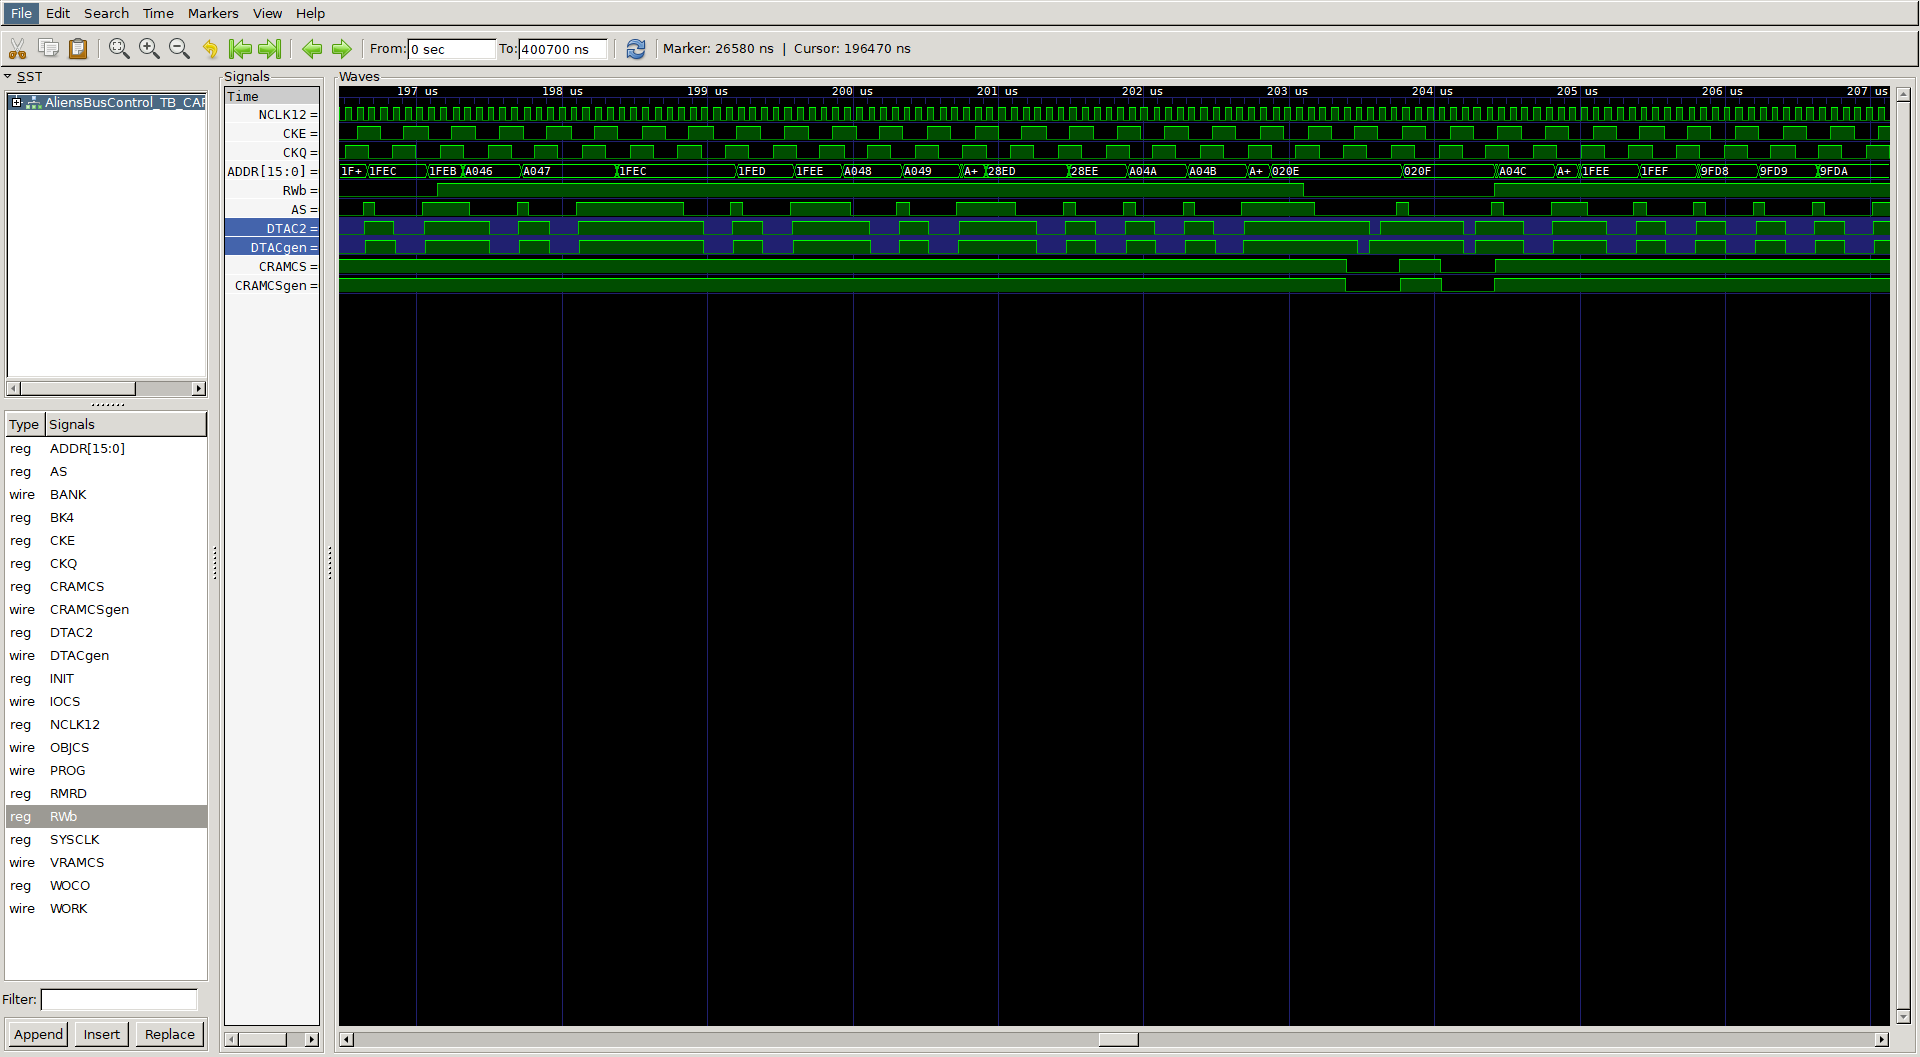 File Edit Search Time Markers View Help
From: 0 sec To: 400700 ns Marker: 26580 ns | Cursor: 196470 ns
SST
AliensBusControl_TB_CAP
Type Signals
reg ADDR[15:0]
reg AS
wire BANK
reg BK4
reg CKE
reg CKQ
reg CRAMCS
wire CRAMCSgen
reg DTAC2
wire DTACgen
reg INIT
wire IOCS
reg NCLK12
wire OBJCS
wire PROG
reg RMRD
reg RWb
reg SYSCLK
wire VRAMCS
reg WOCO
wire WORK
Filter:
Append Insert Replace
Signals
Time
NCLK12 =
CKE =
CKQ =
ADDR[15:0] =
RWb =
AS =
DTAC2 =
DTACgen =
CRAMCS =
CRAMCSgen =
Waves
197 us 198 us 199 us 200 us 201 us 202 us 203 us 204 us 205 us 206 us 207 us
1F+ 1FEC 1FEB A046 A047 1FEC 1FED 1FEE A048 A049 A+ 28ED 28EE A04A A04B A+ 020E 020F A04C A+ 1FEE 1FEF 9FD8 9FD9 9FDA